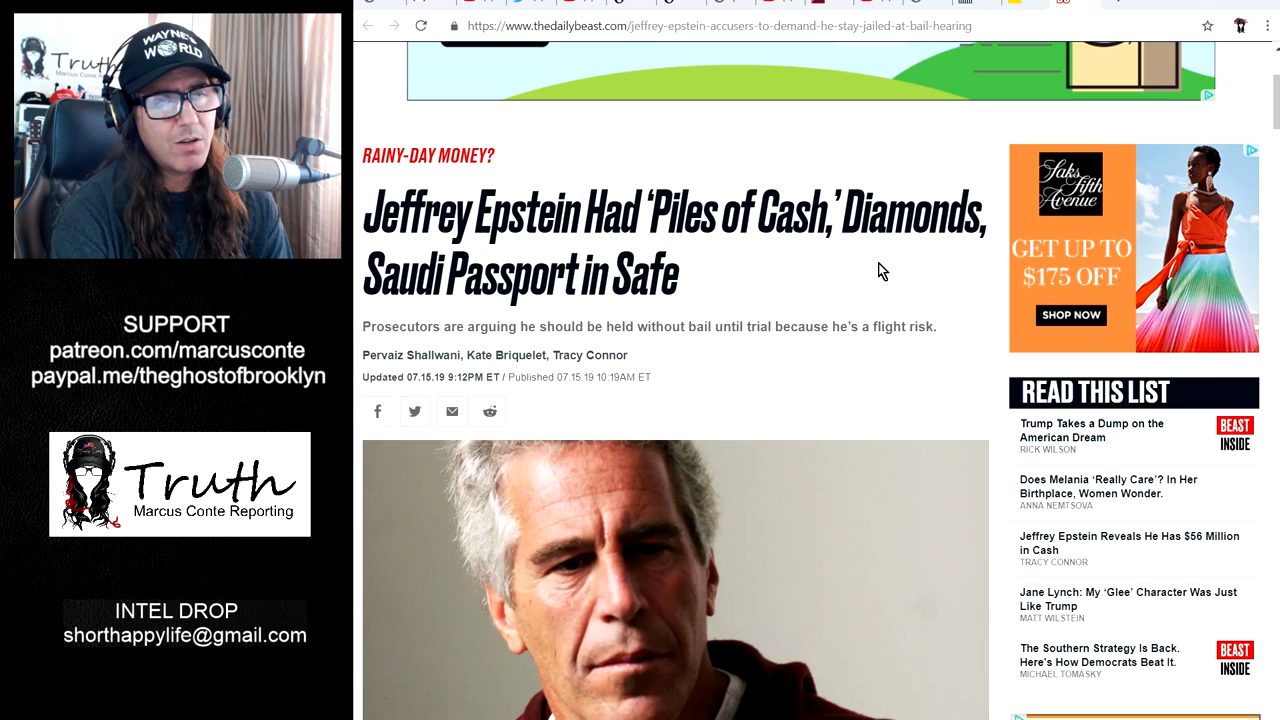 WAYNE'S
WORLD
Truth
Marcus Conte
SUPPORT
patreon.com/marcusconte
paypal.me/theghostofbrooklyn
Truth
Marcus Conte Reporting
INTEL DROP
shorthappylife@gmail.com
https://www.thedailybeast.com/jeffrey-epstein-accusers-to-demand-he-stay-jailed-at-bail-hearing
RAINY-DAY MONEY?
Jeffrey Epstein Had ‘Piles of Cash,’ Diamonds,
Saudi Passport in Safe
Prosecutors are arguing he should be held without bail until trial because he’s a flight risk.
Pervaiz Shallwani, Kate Briquelet, Tracy Connor
Updated 07.15.19 9:12PM ET / Published 07.15.19 10:19AM ET
Saks
Fifth
Avenue
GET UP TO
$175 OFF
SHOP NOW
READ THIS LIST
Trump Takes a Dump on the
American Dream
RICK WILSON
BEAST
INSIDE
Does Melania ‘Really Care’? In Her
Birthplace, Women Wonder.
ANNA NEMTSOVA
Jeffrey Epstein Reveals He Has $56 Million
in Cash
TRACY CONNOR
Jane Lynch: My ‘Glee’ Character Was Just
Like Trump
MATT WILSTEIN
The Southern Strategy Is Back.
Here’s How Democrats Beat It.
MICHAEL TOMASKY
BEAST
INSIDE